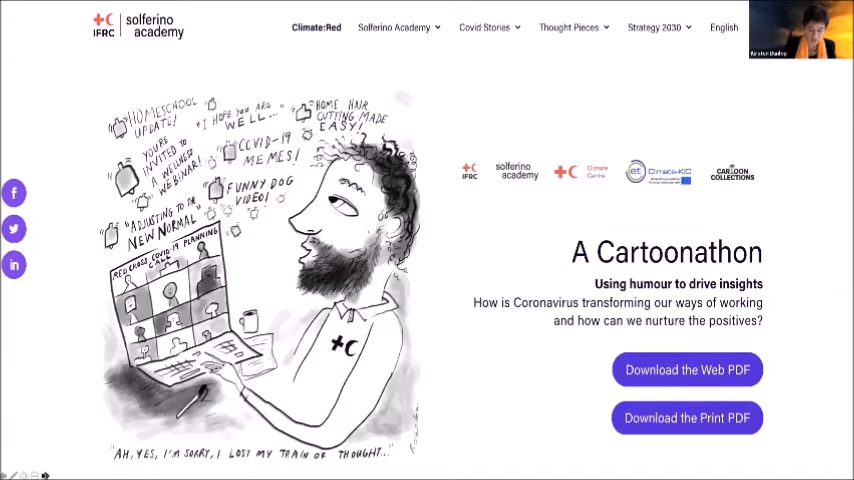 IFRC
solferino
academy
Climate:Red
Solferino Academy
Covid Stories
Thought Pieces
Strategy 2030
English
Kirsten Dunlop
HOMESCHOOL
UPDATE!
"I HOPE YOU ARE
WELL..."
HOME HAIR
CUTTING MADE
EASY!
YOU'RE
INVITED TO
A WELLNESS
WEBINAR!
COVID-19
MEMES!
FUNNY DOG
VIDEO!
"ADJUSTING TO THE
NEW NORMAL"
RED CROSS COVID-19 PLANNING
CALL
"AH, YES, I'M SORRY, I LOST MY TRAIN OF THOUGHT..."
f
in
IFRC
solferino
academy
Climate
Centre
et
Climate-KIC
CARTOON
COLLECTIONS
A Cartoonathon
Using humour to drive insights
How is Coronavirus transforming our ways of working
and how can we nurture the positives?
Download the Web PDF
Download the Print PDF